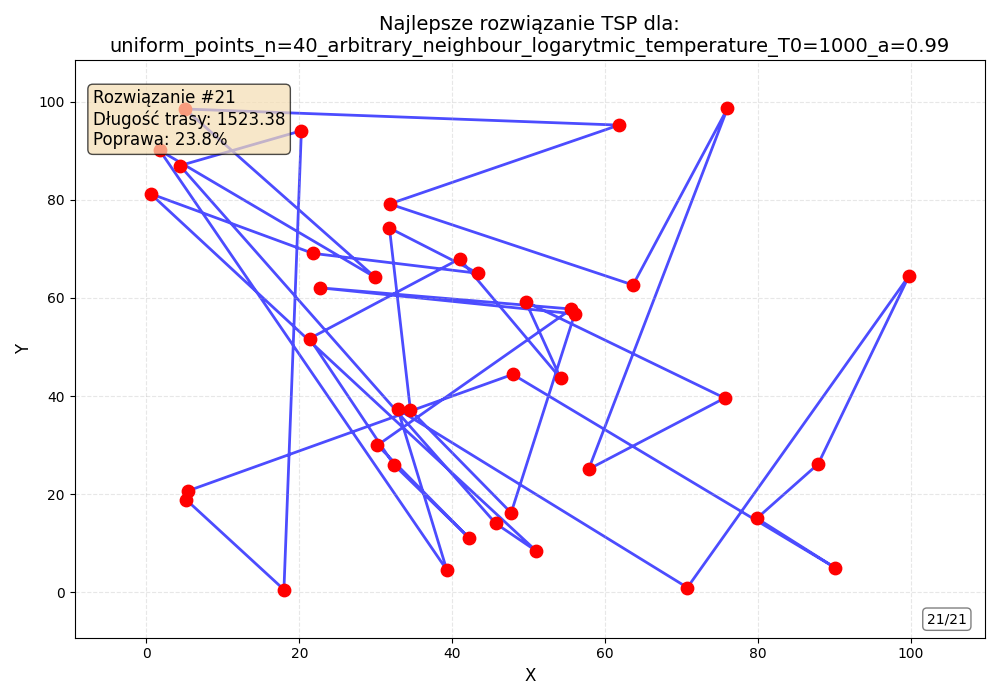 Najlepsze rozwiązanie TSP dla:
uniform_points_n=40_arbitrary_neighbour_logarytmic_temperature_T0=1000_a=0.99
Rozwiązanie #21
Długość trasy: 1523.38
Poprawa: 23.8%
100
80
60
40
20
0
Y
21/21
0 20 40 60 80 100
X